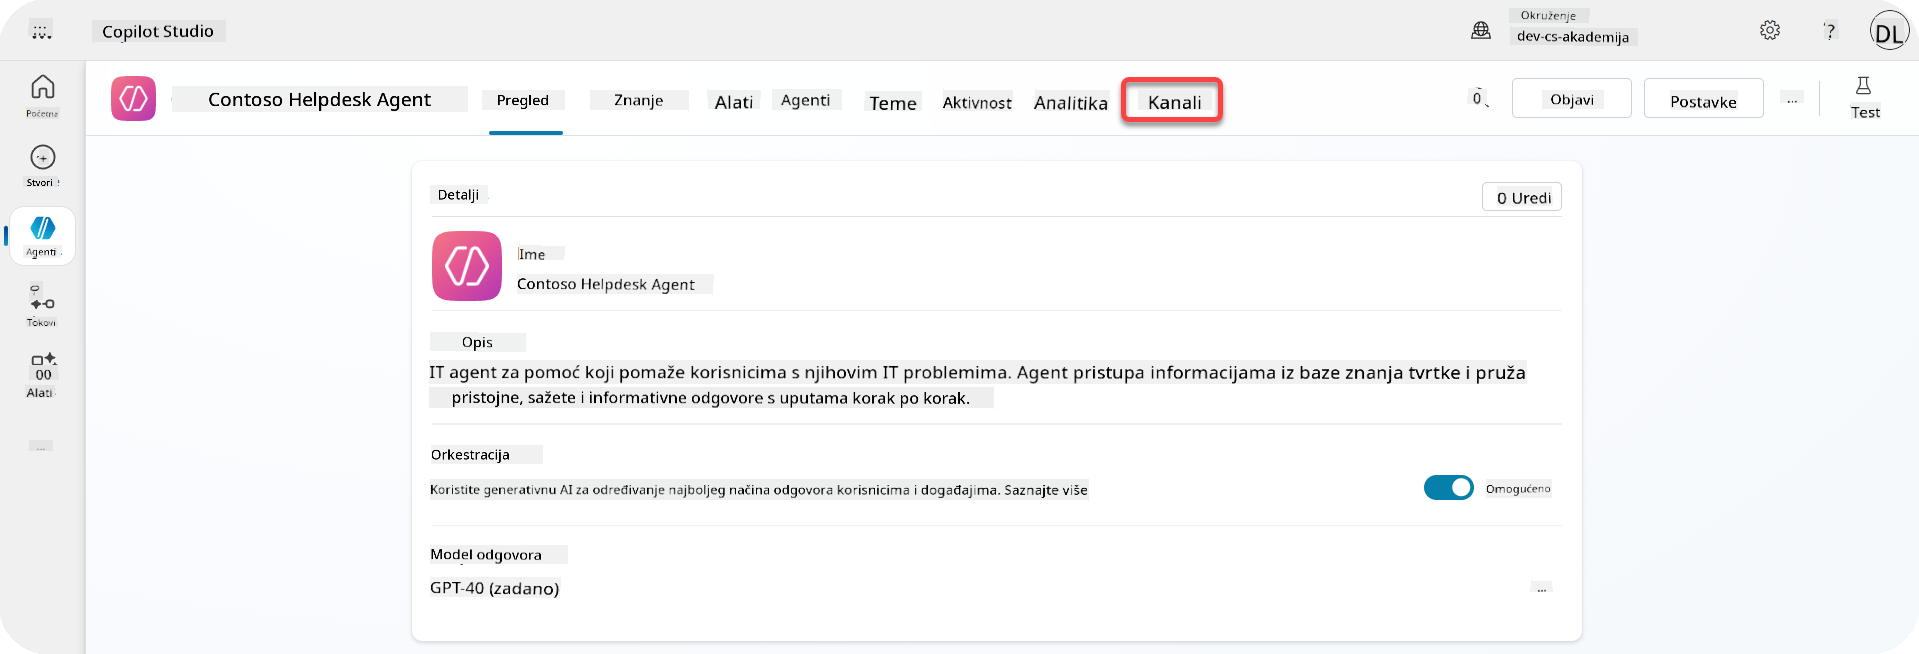 Copilot Studio
Okruženje
dev-cs-akademija
?
DL
Početna
Stvori
Agenti
Tokovi
Alati
...
Contoso Helpdesk Agent
Pregled
Znanje
Alati
Agenti
Teme
Aktivnost
Analitika
Kanali
Objavi
Postavke
...
Test
Detalji
0 Uredi
Ime
Contoso Helpdesk Agent
Opis
IT agent za pomoć koji pomaže korisnicima s njihovim IT problemima. Agent pristupa informacijama iz baze znanja tvrtke i pruža
pristojne, sažete i informativne odgovore s uputama korak po korak.
Orkestracija
Koristite generativnu AI za određivanje najboljeg načina odgovora korisnicima i događajima. Saznajte više
Omogućeno
Model odgovora
GPT-40 (zadano)
...